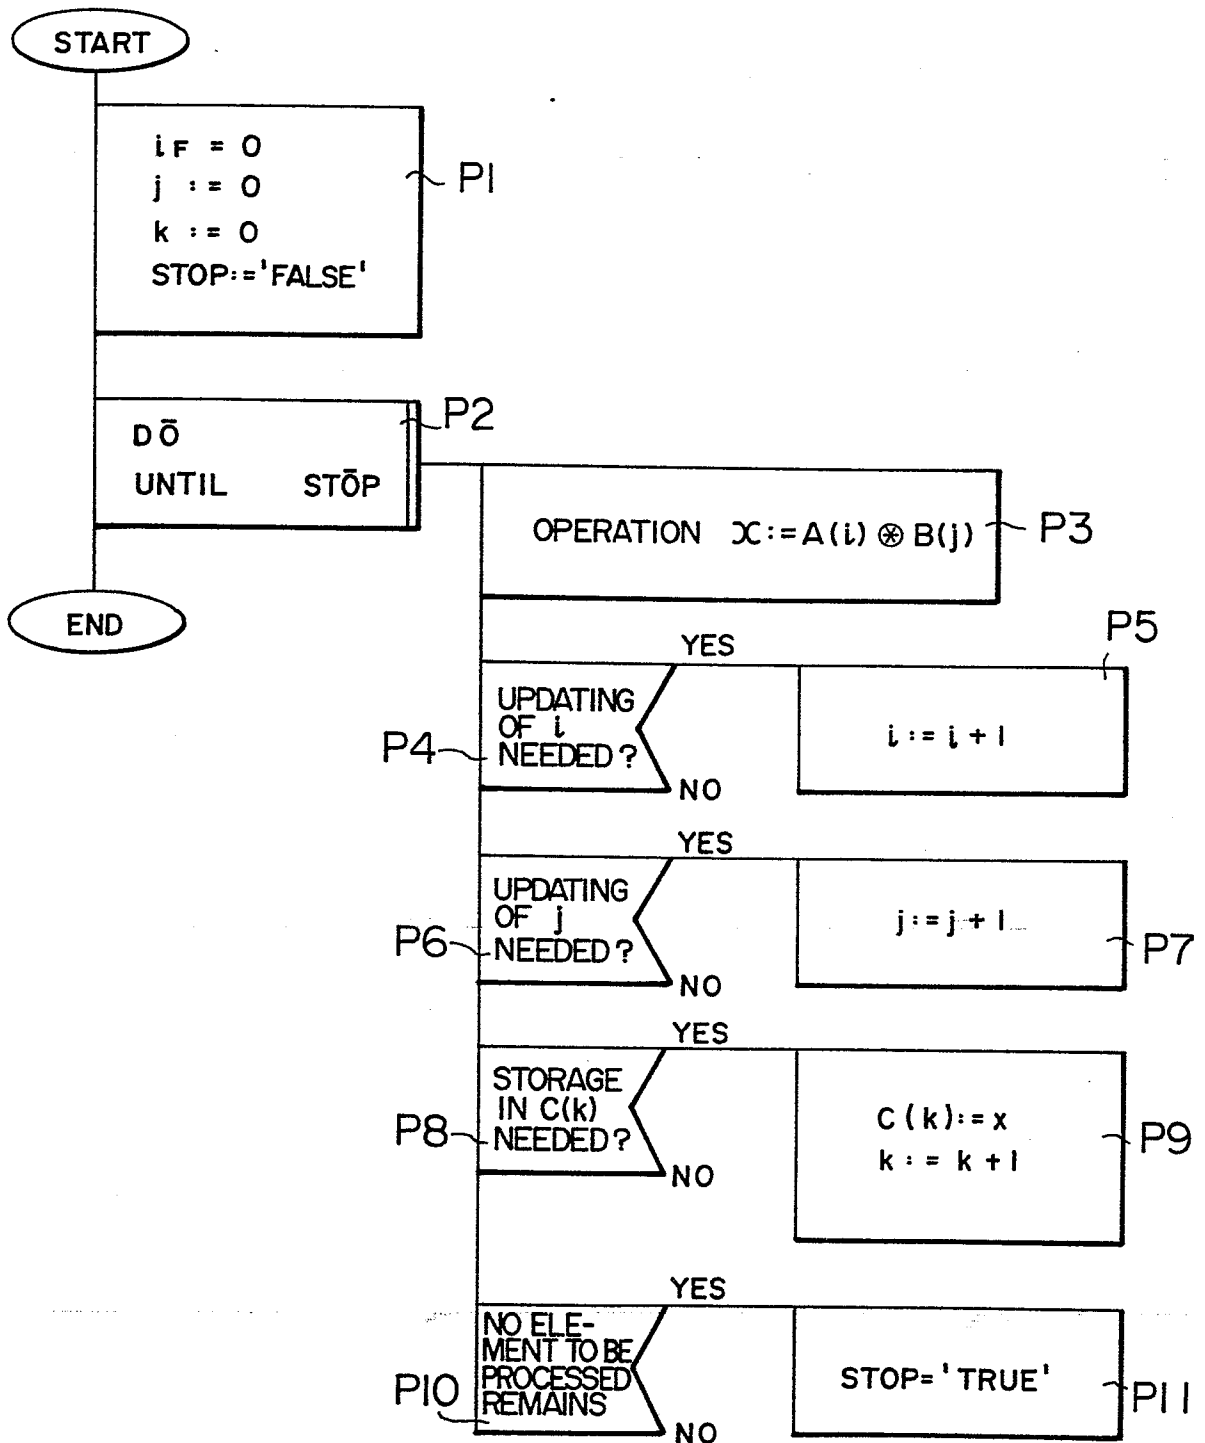 START
iF = 0
j := 0
k := 0
STOP:='FALSE'
P1
DŌ
UNTIL STŌP
P2
OPERATION x:=A(i) ⊛ B(j)
P3
END
UPDATING
OF i
NEEDED?
P4
YES
NO
i := i + 1
P5
UPDATING
OF j
NEEDED?
P6
YES
NO
j := j + 1
P7
STORAGE
IN C(k)
NEEDED?
P8
YES
NO
C(k):=x
k := k + 1
P9
NO ELE-
MENT TO BE
PROCESSED
REMAINS
P10
YES
NO
STOP='TRUE'
P11